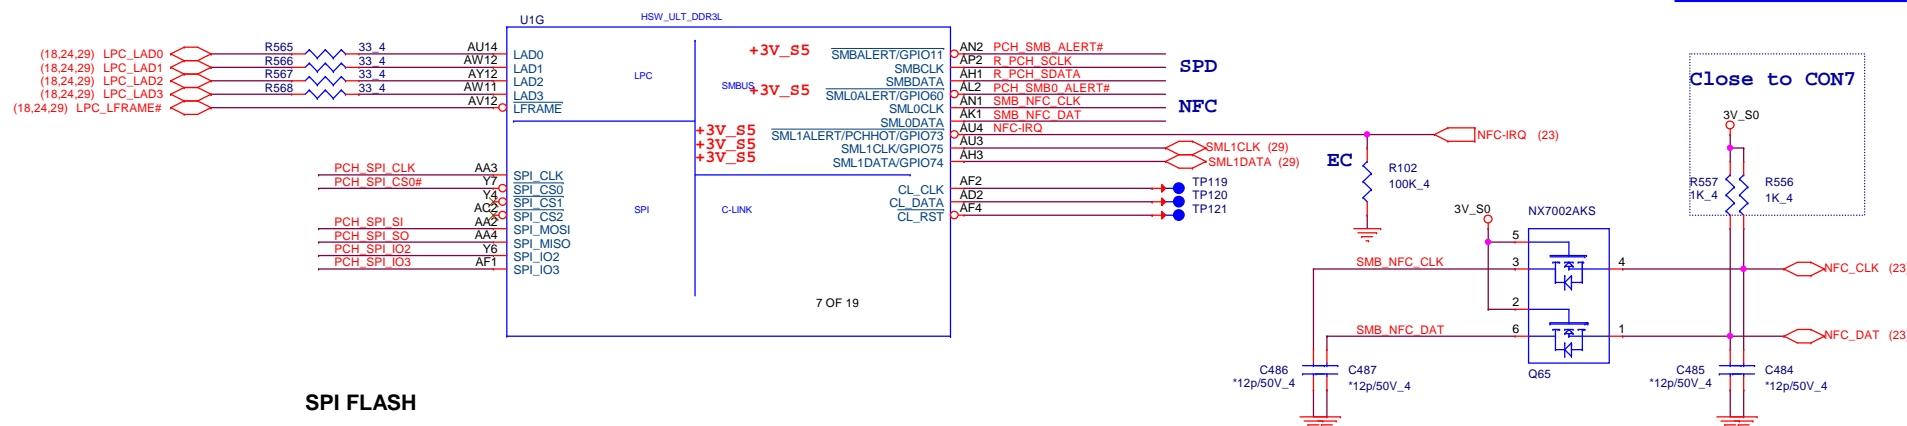 U1G
HSW_ULT_DDR3L
(18,24,29) LPC_LAD0
R565
33_4
AU14
LAD0
(18,24,29) LPC_LAD1
R566
33_4
AW12
LAD1
(18,24,29) LPC_LAD2
R567
33_4
AY12
LAD2
(18,24,29) LPC_LAD3
R568
33_4
AW11
LAD3
(18,24,29) LPC_LFRAME#
AV12
LFRAME
LPC
SMBUS
+3V_S5
+3V_S5
+3V_S5
+3V_S5
+3V_S5
SMBALERT/GPIO11
AN2
PCH_SMB_ALERT#
SMBCLK
AP2
R_PCH_SCLK
SMBDATA
AH1
R_PCH_SDATA
SML0ALERT/GPIO60
AL2
PCH_SMB0_ALERT#
SML0CLK
AN1
SMB_NFC_CLK
SML0DATA
AK1
SMB_NFC_DAT
SML1ALERT/PCHHOT/GPIO73
AU4
NFC-IRQ
SML1CLK/GPIO75
AU3
SML1DATA/GPIO74
AH3
SPD
NFC
NFC-IRQ (23)
SML1CLK (29)
SML1DATA (29)
EC
R102
100K_4
PCH_SPI_CLK
AA3
SPI_CLK
PCH_SPI_CS0#
Y7
SPI_CS0
Y4
SPI_CS1
AC2
SPI_CS2
PCH_SPI_SI
AA2
SPI_MOSI
PCH_SPI_SO
AA4
SPI_MISO
PCH_SPI_IO2
Y6
SPI_IO2
PCH_SPI_IO3
AF1
SPI_IO3
SPI
C-LINK
CL_CLK
AF2
TP119
CL_DATA
AD2
TP120
CL_RST
AF4
TP121
7 OF 19
Close to CON7
3V_S0
R557
1K_4
R556
1K_4
3V_S0
NX7002AKS
5
SMB_NFC_CLK
3
4
NFC_CLK (23)
2
SMB_NFC_DAT
6
1
NFC_DAT (23)
Q65
C486
*12p/50V_4
C487
*12p/50V_4
C485
*12p/50V_4
C484
*12p/50V_4
SPI FLASH